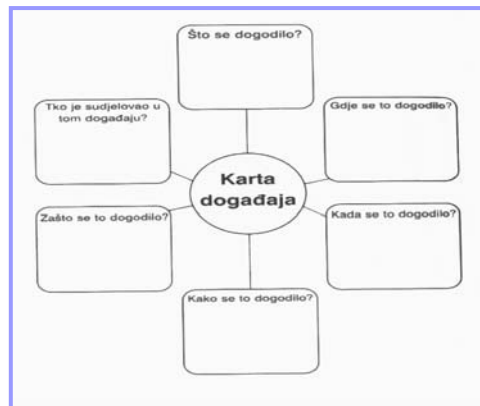 Što se dogodilo?
Tko je sudjelovao u
tom događaju?
Gdje se to dogodilo?
Karta
događaja
Zašto se to dogodilo?
Kada se to dogodilo?
Kako se to dogodilo?